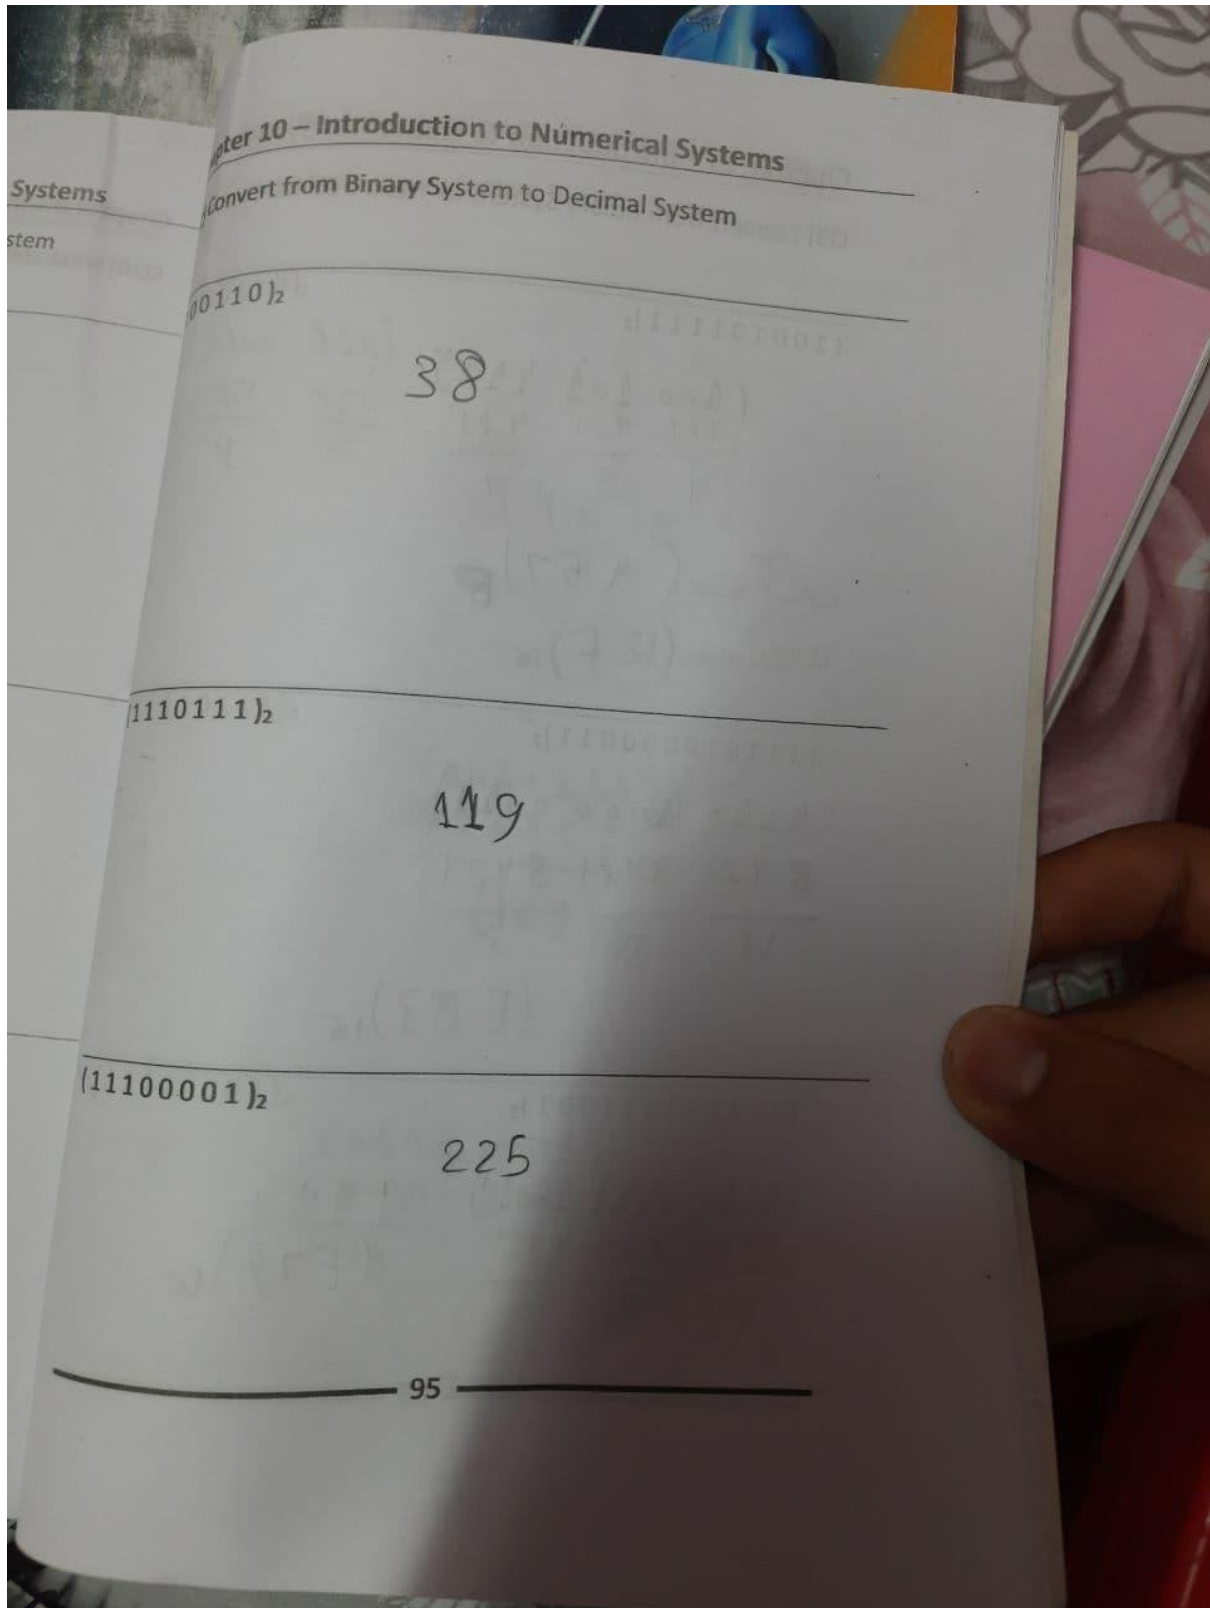 Systems
stem
pter 10 – Introduction to Numerical Systems
Convert from Binary System to Decimal System
00110)₂
38
1110111)₂
119
(11100001)₂
225
95